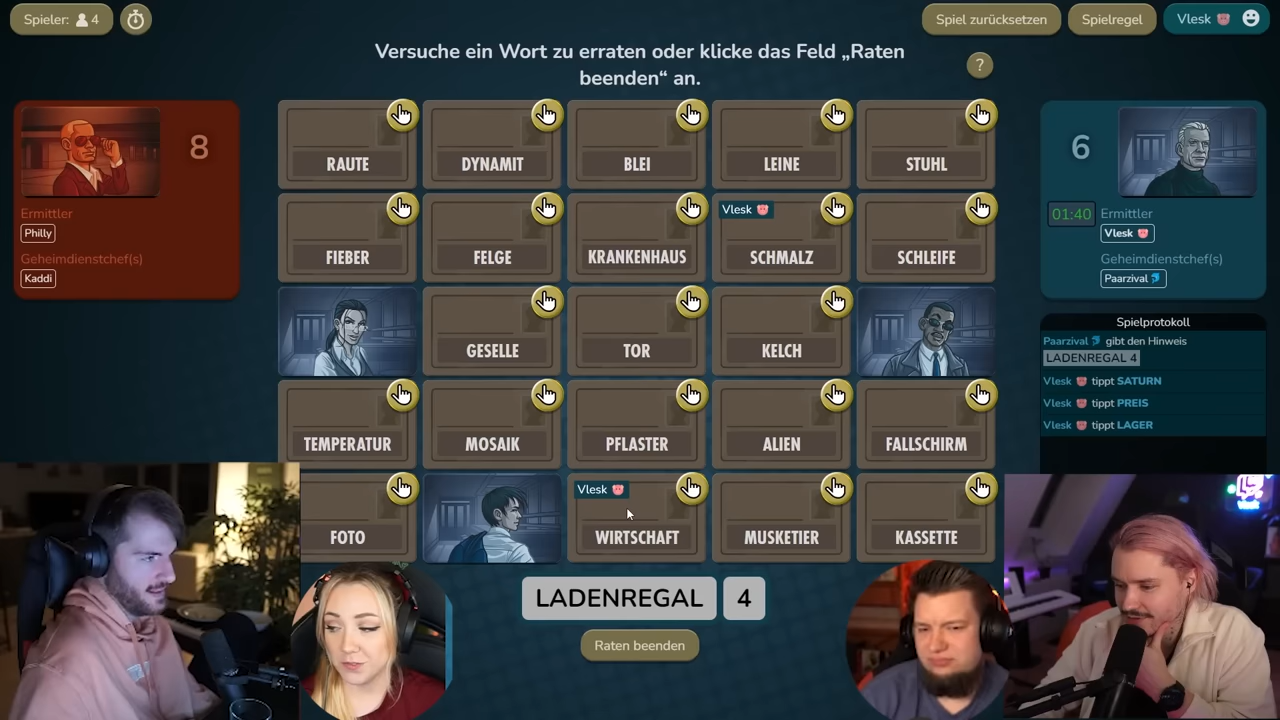 Spieler: 4
Spiel zurücksetzen
Spielregel
Vlesk
Versuche ein Wort zu erraten oder klicke das Feld „Raten
beenden“ an.
?
8
Ermittler
Philly
Geheimdienstchef(s)
Kaddi
6
01:40
Ermittler
Vlesk
Geheimdienstchef(s)
Paarzival
RAUTE
DYNAMIT
BLEI
LEINE
STUHL
FIEBER
FELGE
KRANKENHAUS
Vlesk
SCHMALZ
SCHLEIFE
GESELLE
TOR
KELCH
TEMPERATUR
MOSAIK
PFLASTER
ALIEN
FALLSCHIRM
FOTO
Vlesk
WIRTSCHAFT
MUSKETIER
KASSETTE
Spielprotokoll
Paarzival gibt den Hinweis
LADENREGAL 4
Vlesk tippt SATURN
Vlesk tippt PREIS
Vlesk tippt LAGER
LADENREGAL 4
Raten beenden